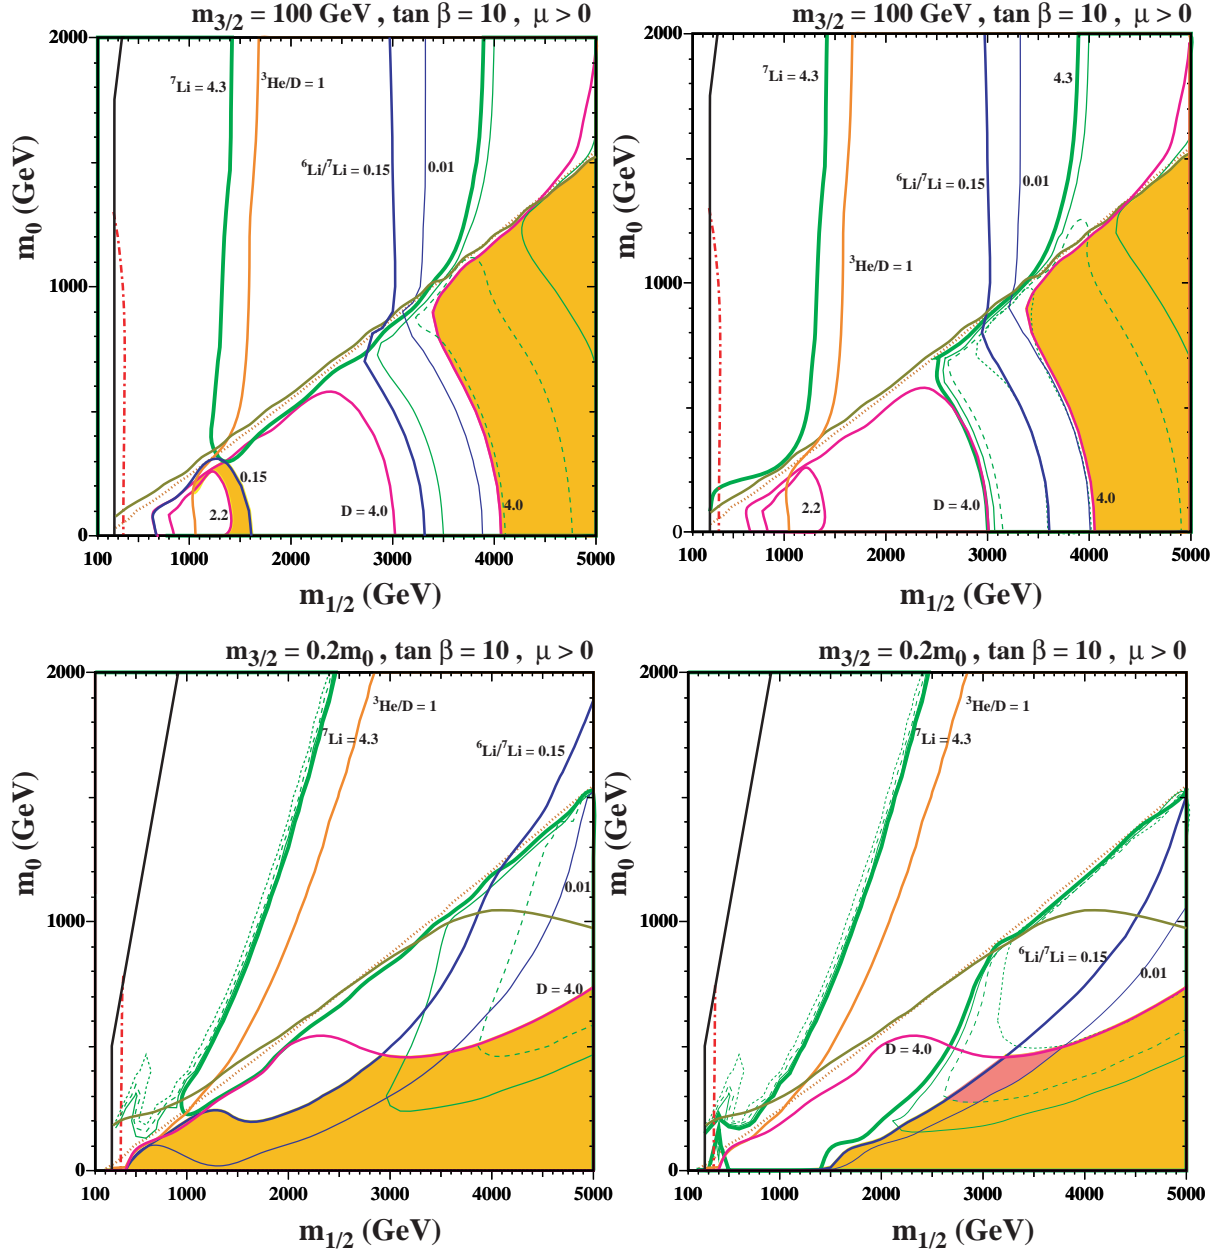 m3/2 = 100 GeV , tan β = 10 , μ > 0
2000
1000
0
m0 (GeV)
7Li = 4.3
3He/D = 1
6Li/7Li = 0.15
0.01
0.15
2.2
D = 4.0
4.0
100 1000 2000 3000 4000 5000
m1/2 (GeV)
m3/2 = 100 GeV , tan β = 10 , μ > 0
2000
1000
0
m0 (GeV)
7Li = 4.3
4.3
6Li/7Li = 0.15
0.01
3He/D = 1
2.2
D = 4.0
4.0
100 1000 2000 3000 4000 5000
m1/2 (GeV)
m3/2 = 0.2m0 , tan β = 10 , μ > 0
2000
1000
0
m0 (GeV)
3He/D = 1
7Li = 4.3
6Li/7Li = 0.15
0.01
D = 4.0
100 1000 2000 3000 4000 5000
m1/2 (GeV)
m3/2 = 0.2m0 , tan β = 10 , μ > 0
2000
1000
0
m0 (GeV)
3He/D = 1
7Li = 4.3
6Li/7Li = 0.15
0.01
D = 4.0
100 1000 2000 3000 4000 5000
m1/2 (GeV)